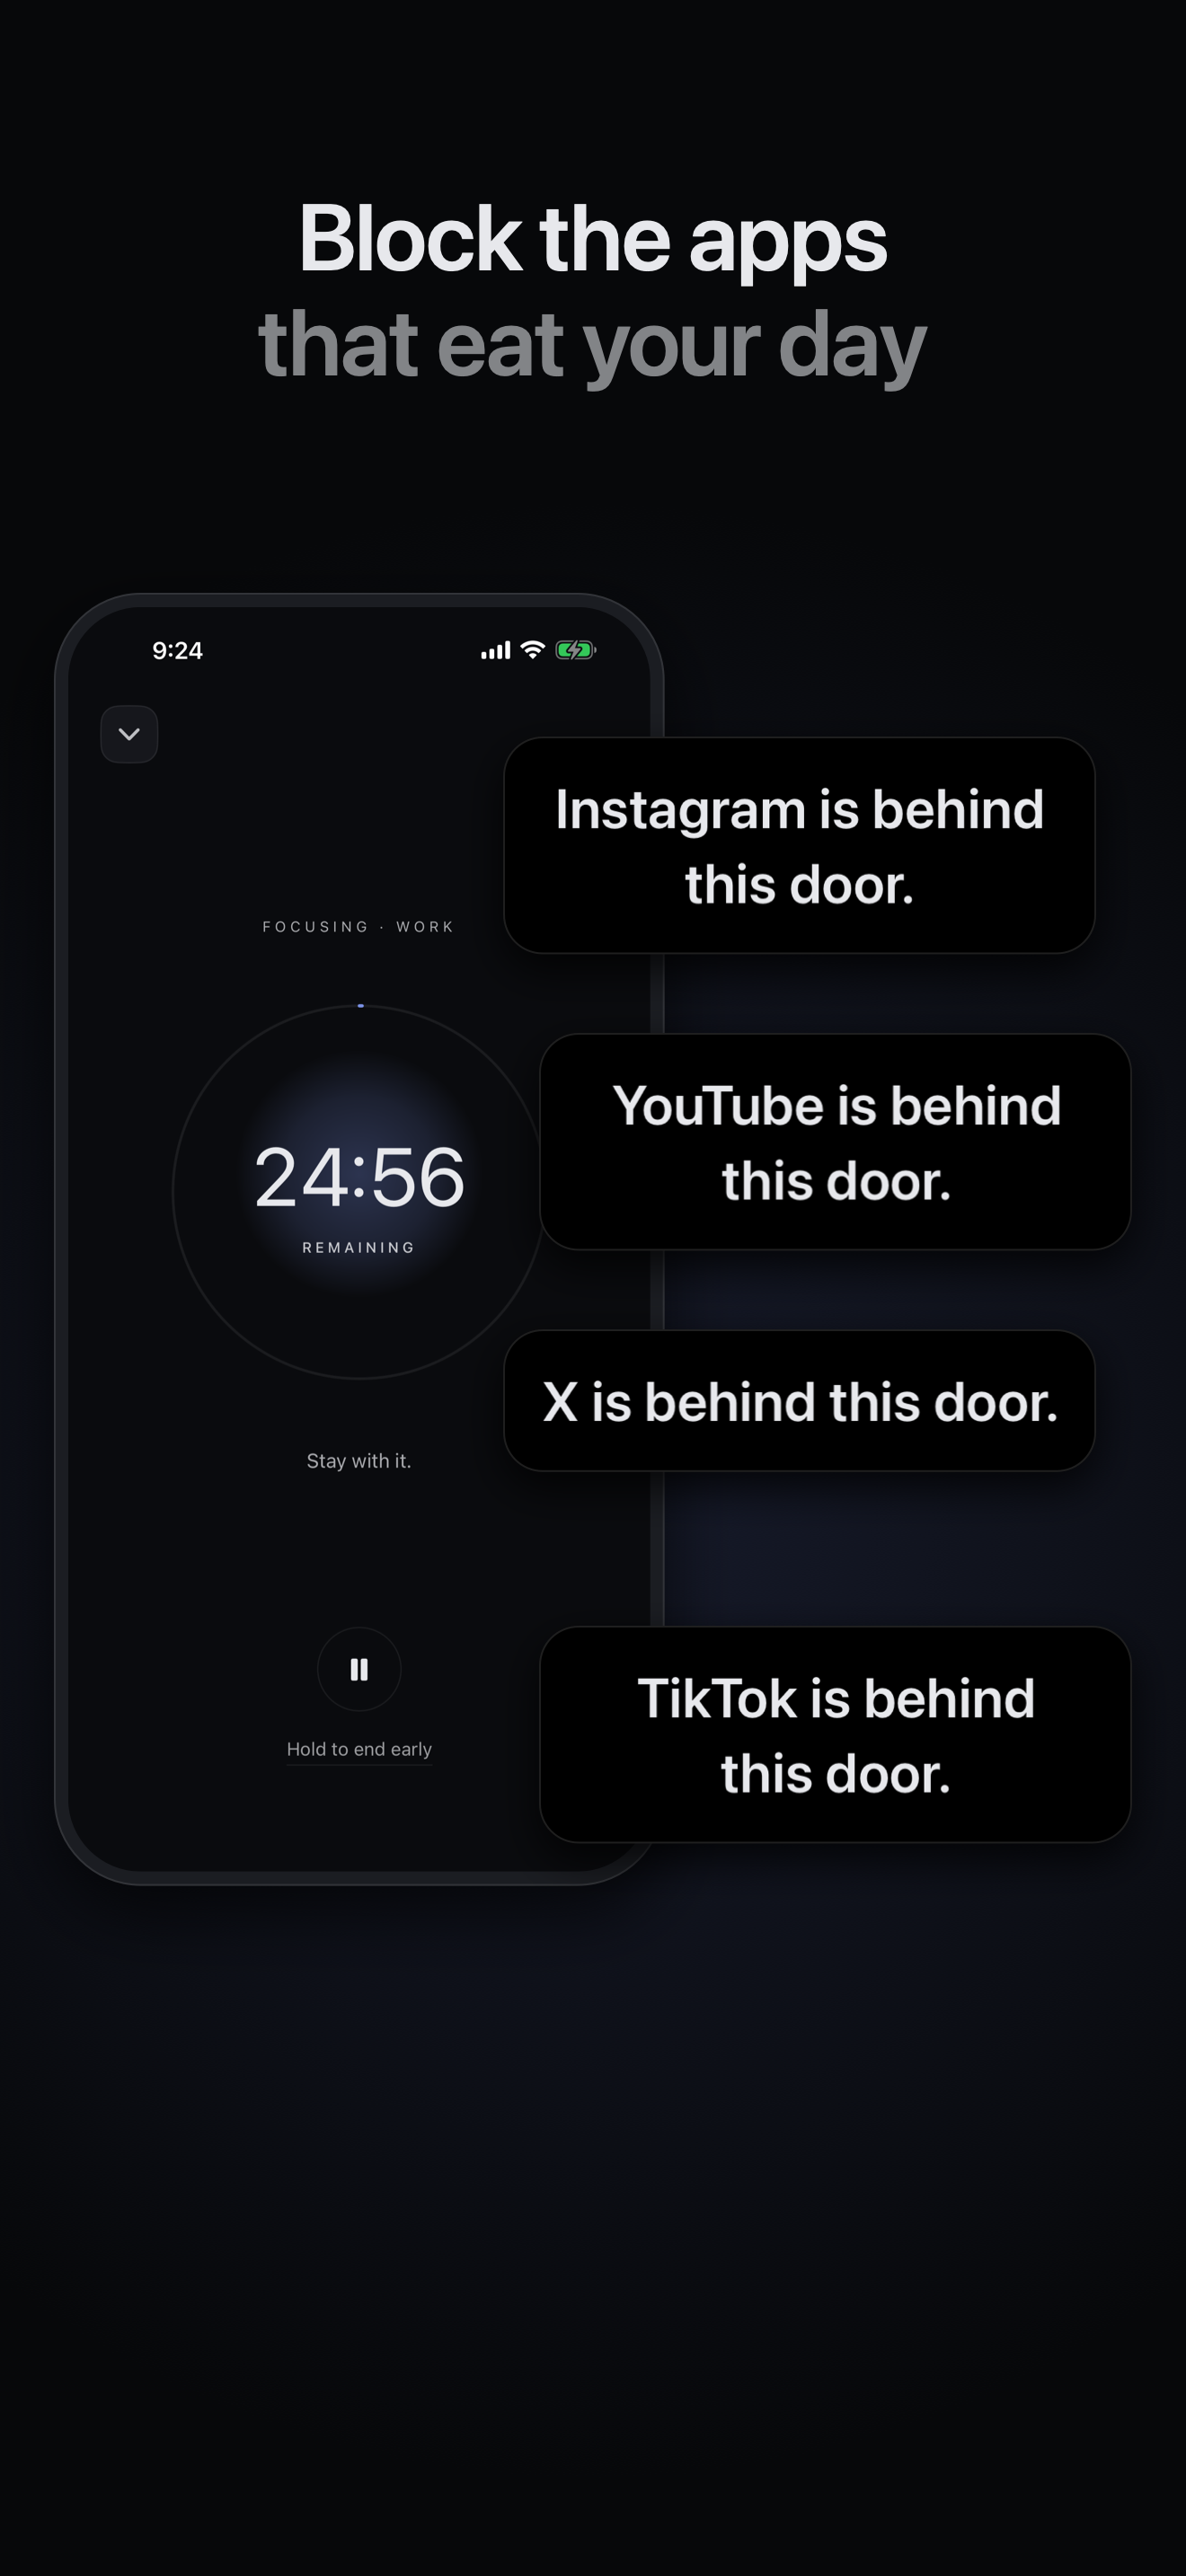 Block the apps
that eat your day
9:24
Instagram is behind
this door.
FOCUSING · WORK
YouTube is behind
this door.
24:56
REMAINING
X is behind this door.
Stay with it.
TikTok is behind
this door.
Hold to end early